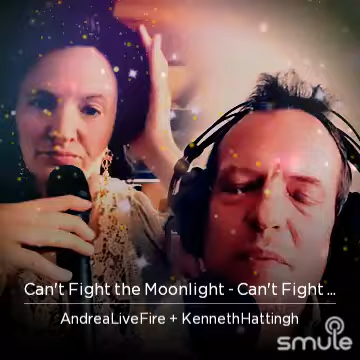 Can't Fight the Moonlight - Can't Fight ...
AndreaLiveFire + KennethHattingh
smule